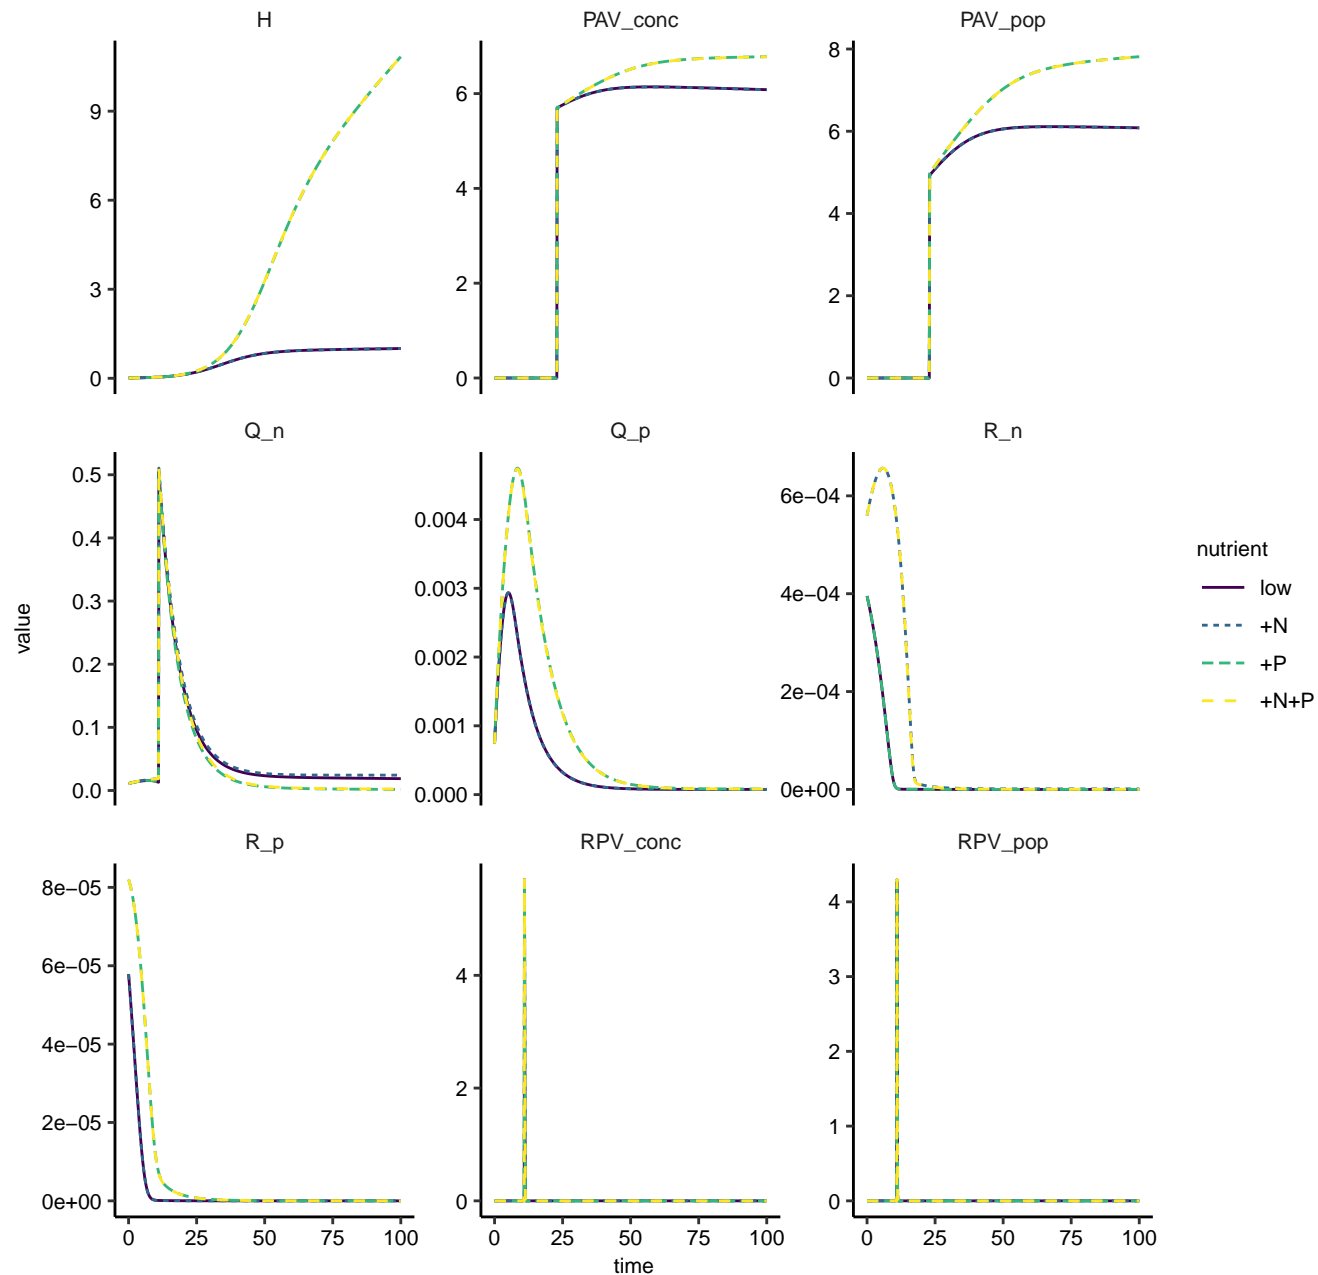 H
PAV_conc
PAV_pop
9
6
3
0
6
4
2
0
8
6
4
2
0
Q_n
Q_p
R_n
0.5
0.4
0.3
0.2
0.1
0.0
0.004
0.003
0.002
0.001
0.000
6e−04
4e−04
2e−04
0e+00
value
nutrient
low
+N
+P
+N+P
R_p
RPV_conc
RPV_pop
8e−05
6e−05
4e−05
2e−05
0e+00
4
2
0
4
3
2
1
0
0 25 50 75 100
0 25 50 75 100
0 25 50 75 100
time